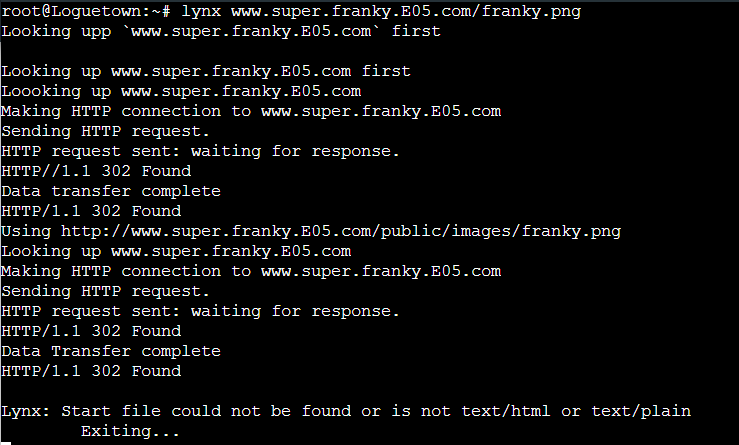 root@Loguetown:~# lynx www.super.franky.E05.com/franky.png
Looking upp `www.super.franky.E05.com` first
Looking up www.super.franky.E05.com first
Loooking up www.super.franky.E05.com
Making HTTP connection to www.super.franky.E05.com
Sending HTTP request.
HTTP request sent: waiting for response.
HTTP//1.1 302 Found
Data transfer complete
HTTP/1.1 302 Found
Using http://www.super.franky.E05.com/public/images/franky.png
Looking up www.super.franky.E05.com
Making HTTP connection to www.super.franky.E05.com
Sending HTTP request.
HTTP request sent: waiting for response.
HTTP/1.1 302 Found
Data Transfer complete
HTTP/1.1 302 Found
Lynx: Start file could not be found or is not text/html or text/plain
Exiting...